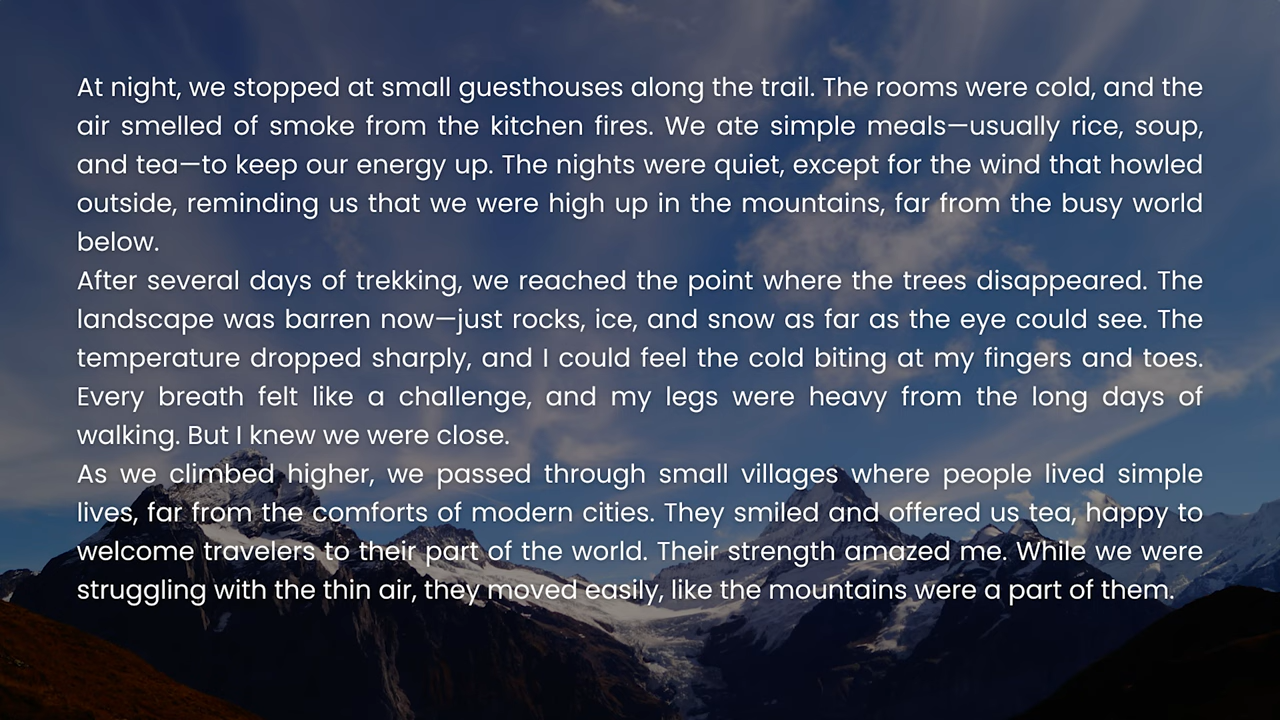 At night, we stopped at small guesthouses along the trail. The rooms were cold, and the
air smelled of smoke from the kitchen fires. We ate simple meals—usually rice, soup,
and tea—to keep our energy up. The nights were quiet, except for the wind that howled
outside, reminding us that we were high up in the mountains, far from the busy world
below.
After several days of trekking, we reached the point where the trees disappeared. The
landscape was barren now—just rocks, ice, and snow as far as the eye could see. The
temperature dropped sharply, and I could feel the cold biting at my fingers and toes.
Every breath felt like a challenge, and my legs were heavy from the long days of
walking. But I knew we were close.
As we climbed higher, we passed through small villages where people lived simple
lives, far from the comforts of modern cities. They smiled and offered us tea, happy to
welcome travelers to their part of the world. Their strength amazed me. While we were
struggling with the thin air, they moved easily, like the mountains were a part of them.